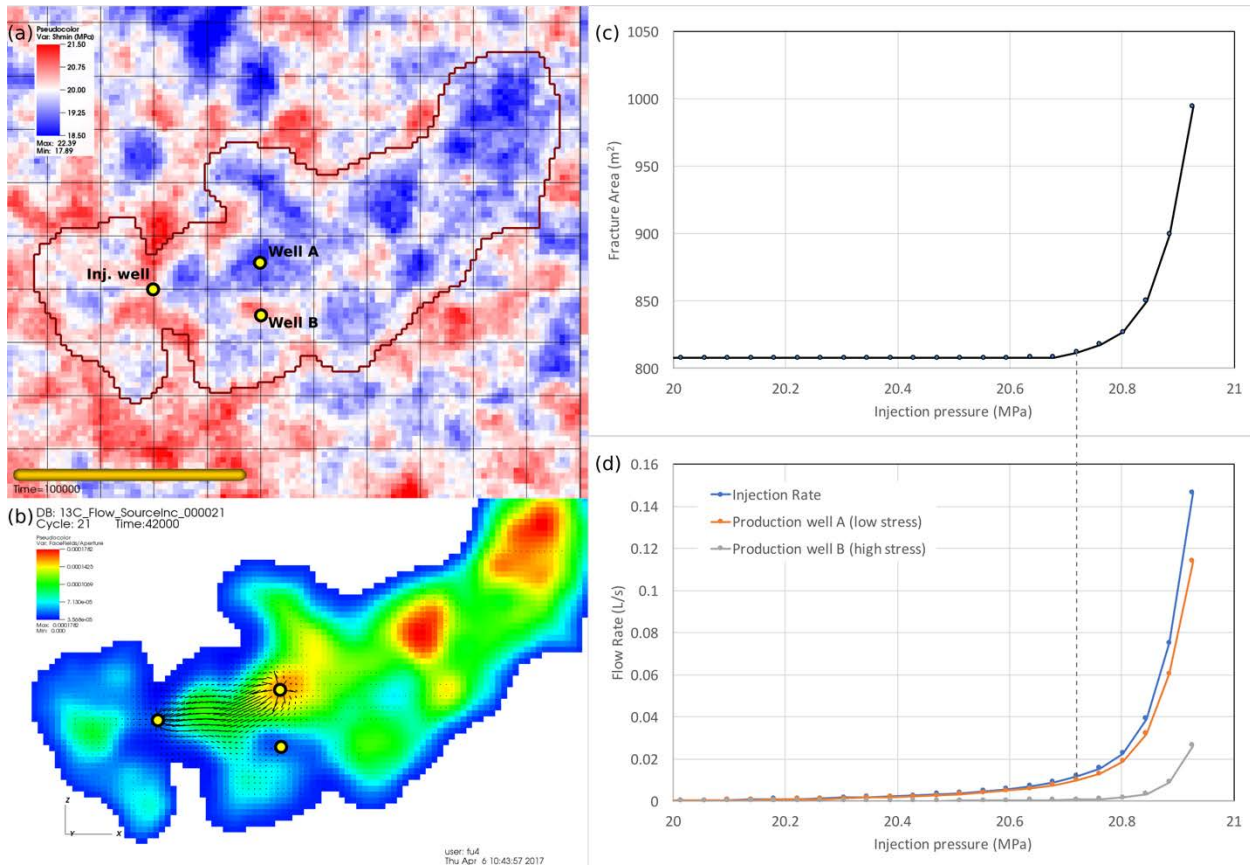 (a)
Pseudocolor
Var: Shmin (MPa)
21.50
20.75
20.00
19.25
18.50
Max: 22.39
Min: 17.89
Well A
Inj. well
Well B
Time=100000
(b)
DB: 13C_Flow_SourceInc_000021
Cycle: 21 Time:42000
Pseudocolor
Var: FaceFields/Aperture
0.0001782
0.0001425
0.0001069
7.130e-05
3.568e-05
Max: 0.0001782
Min: 0.000
Z
Y X
user: fu4
Thu Apr 6 10:43:57 2017
(c)
1050
1000
950
900
850
800
Fracture Area (m²)
20 20.2 20.4 20.6 20.8 21
Injection pressure (MPa)
(d)
0.16
0.14
0.12
0.1
0.08
0.06
0.04
0.02
0
Flow Rate (L/s)
Injection Rate
Production well A (low stress)
Production well B (high stress)
20 20.2 20.4 20.6 20.8 21
Injection pressure (MPa)